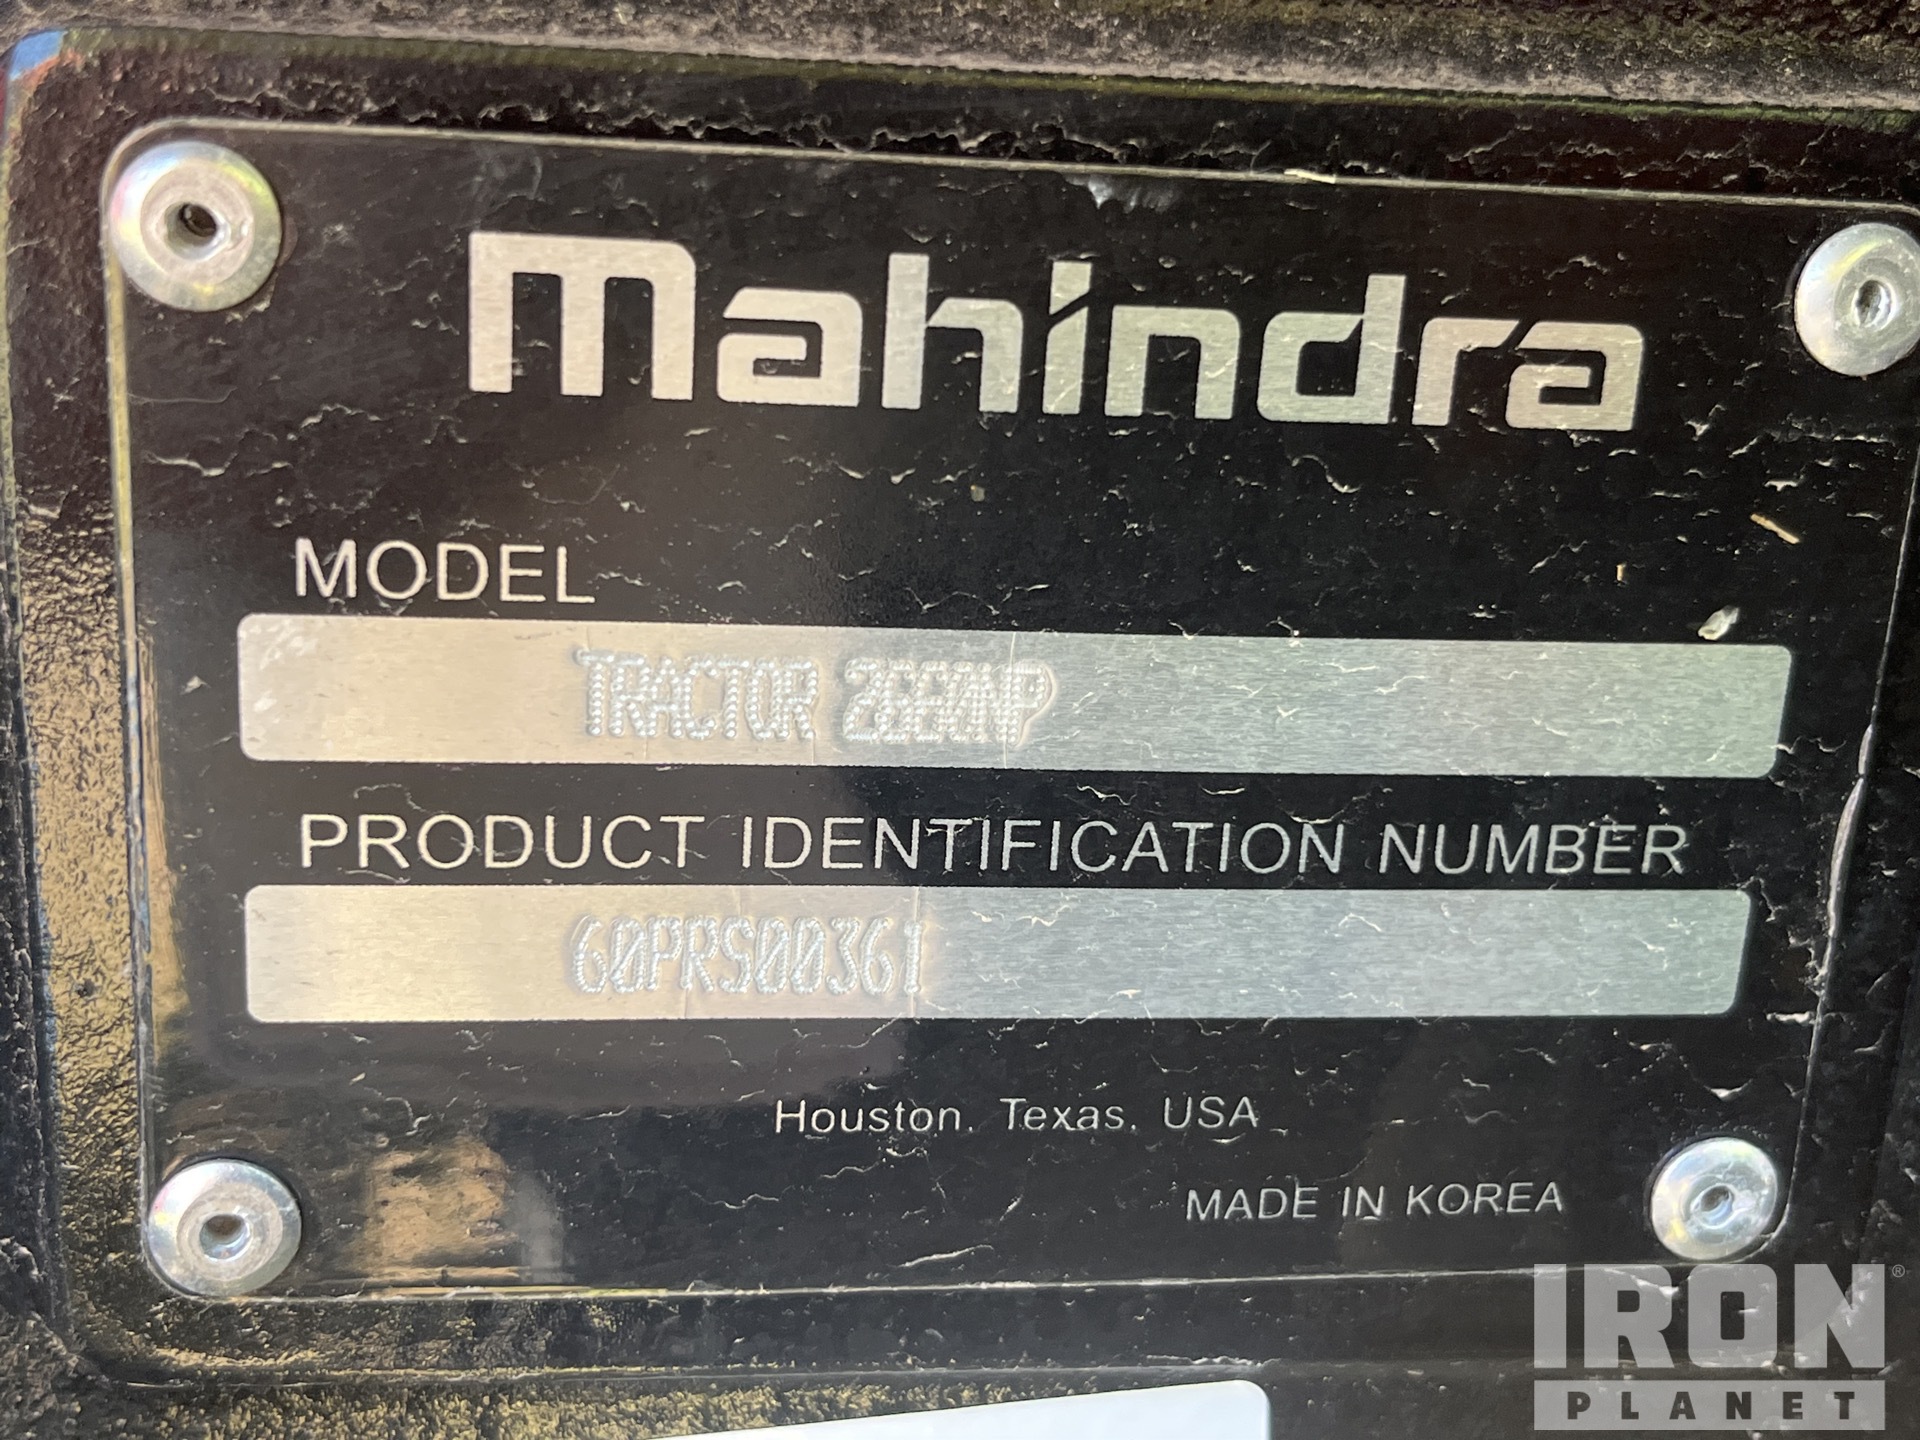 mahindra
MODEL
TRACTOR 2660NP
PRODUCT IDENTIFICATION NUMBER
60PRS00361
Houston, Texas, USA
MADE IN KOREA
IRON®
PLANET